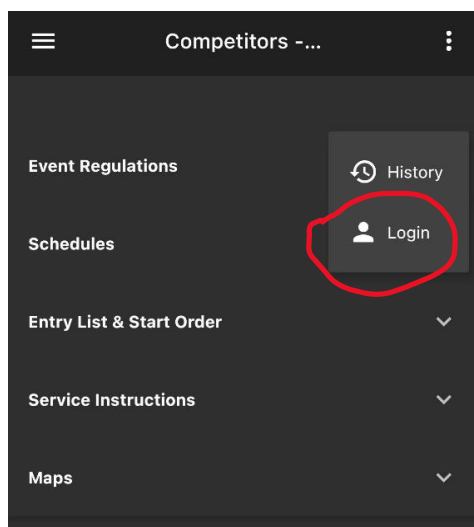 Competitors -...
Event Regulations
History
Login
Schedules
Entry List & Start Order
Service Instructions
Maps